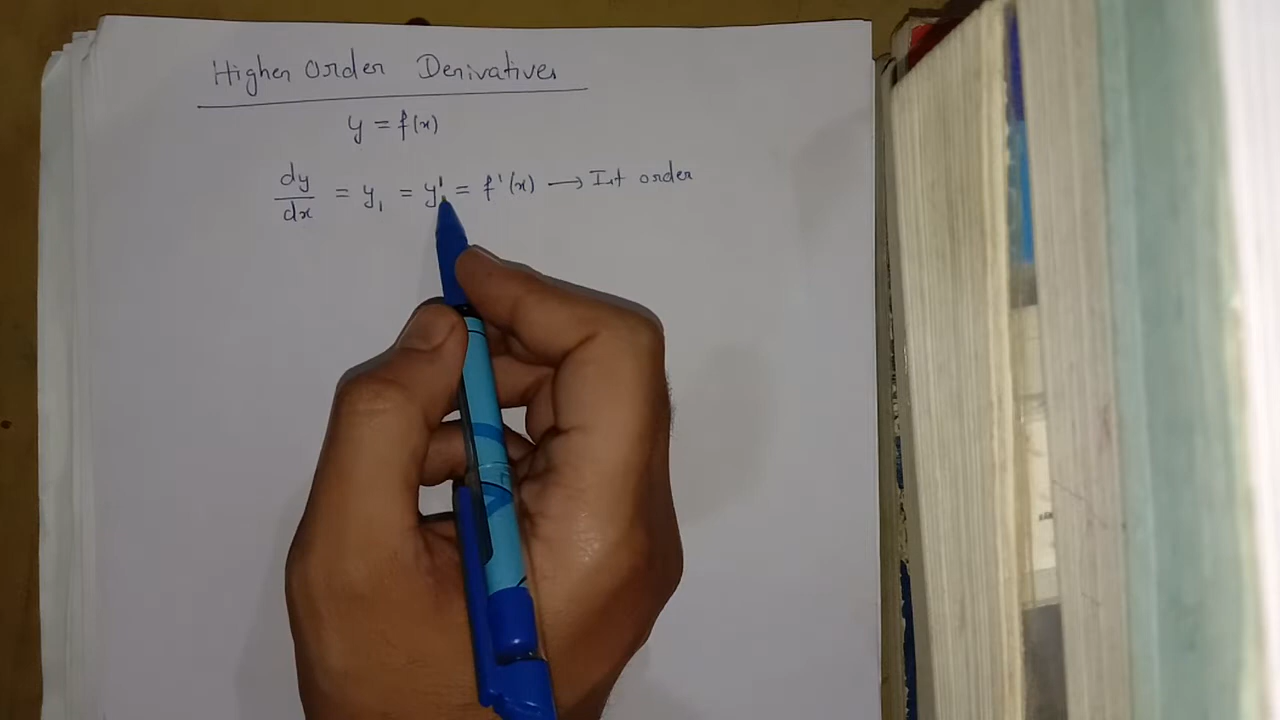 Higher Order Derivatives
y = f(x)
dy/dx = y₁ = y' = f'(x) → Ist order